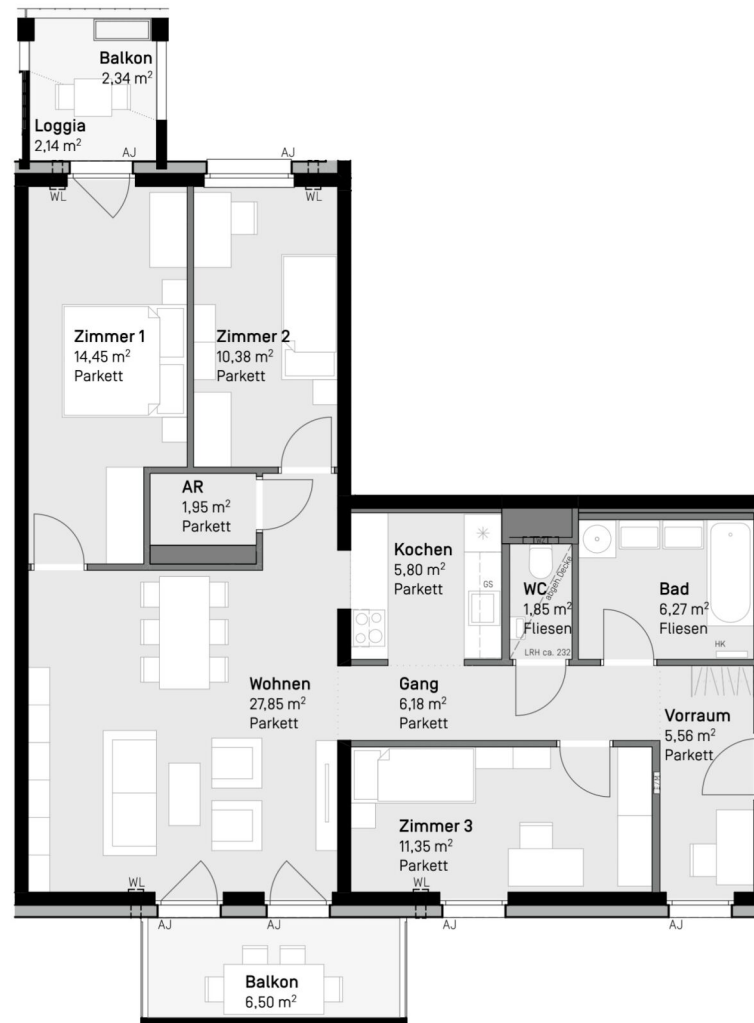 Balkon
2,34 m²
Loggia
2,14 m²
AJ
AJ
WL
WL
Zimmer 1
14,45 m²
Parkett
Zimmer 2
10,38 m²
Parkett
AR
1,95 m²
Parkett
Kochen
5,80 m²
Parkett
GS
WC
1,85 m²
Fliesen
abgeh.Decke
LRH ca. 232
Bad
6,27 m²
Fliesen
HK
Wohnen
27,85 m²
Parkett
Gang
6,18 m²
Parkett
Vorraum
5,56 m²
Parkett
Zimmer 3
11,35 m²
Parkett
WL
WL
AJ
AJ
AJ
AJ
Balkon
6,50 m²